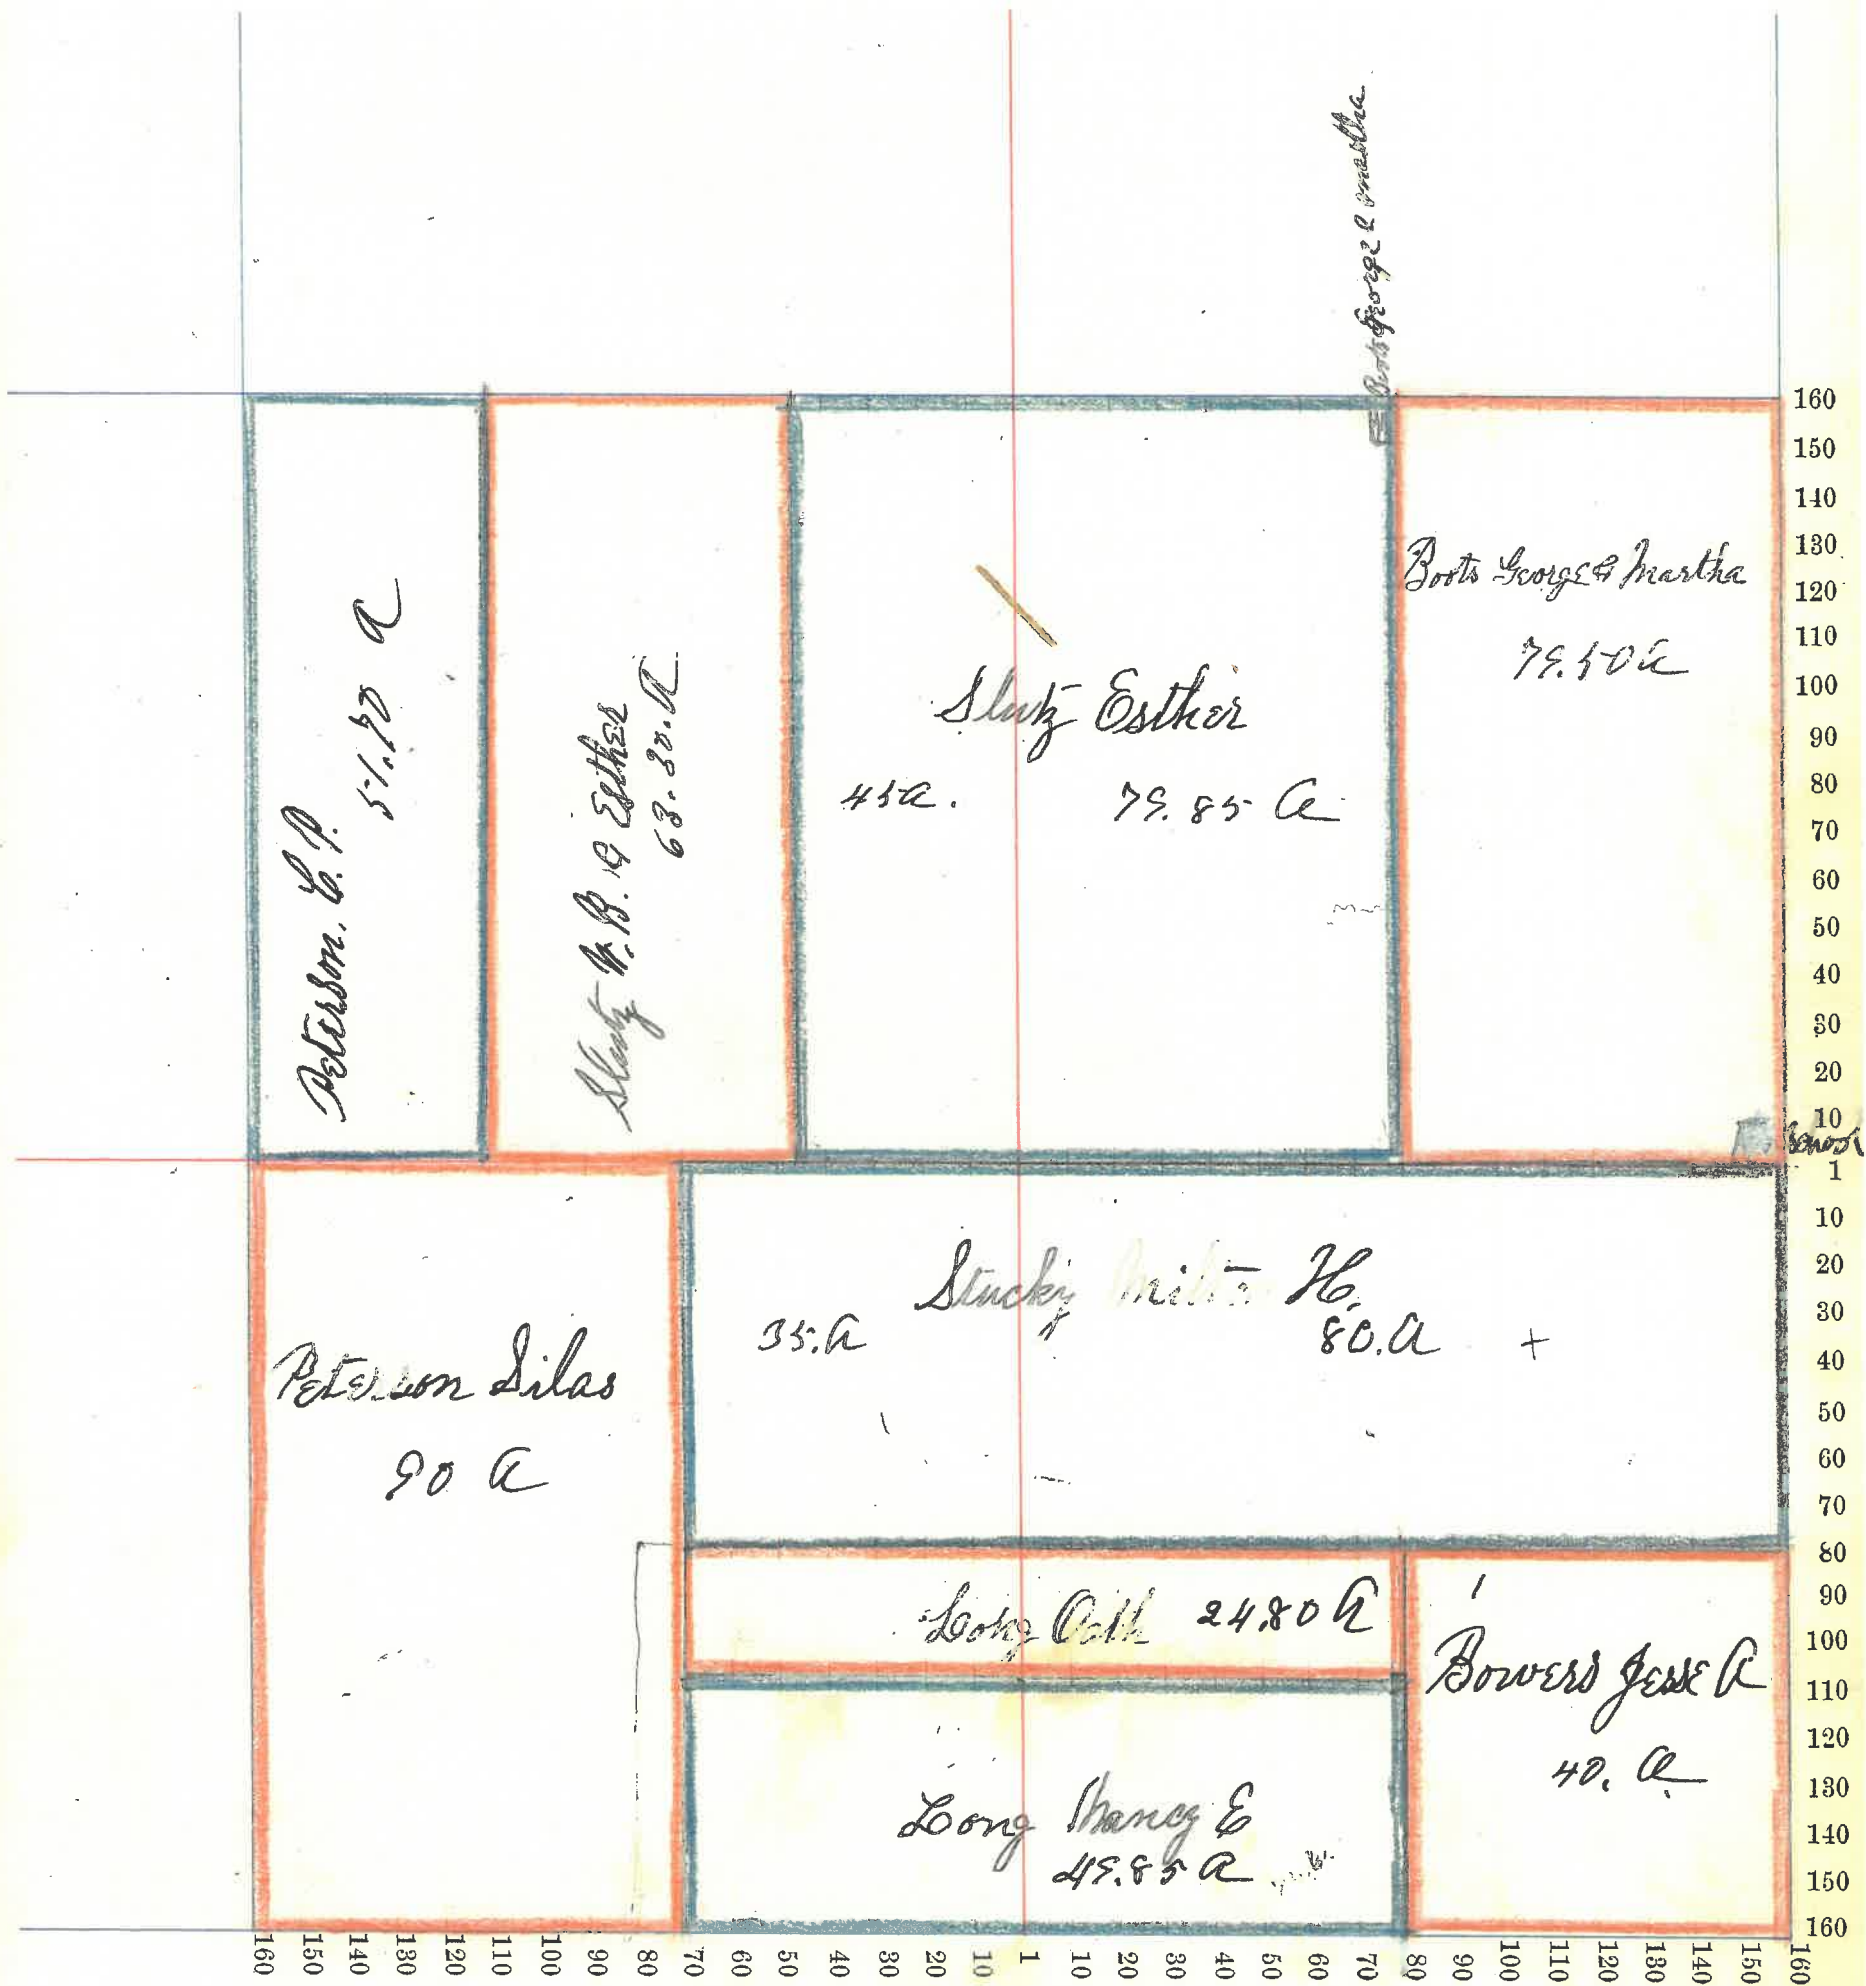 Boots George & Martha
Peterson. C. P.
51.70 a
Slutz W. B. & Esther
63.30. A
Slutz Esther
45 a.
79.85 a
Boots George & Martha
79.50 a
School
Stucky Milton H.
35. A
80. A +
Peterson Silas
90 a
Long Orth 24.80 A
Bowers Jesse A
40. a
Long Nancy E
49.85 A
160
150
140
130
120
110
100
90
80
70
60
50
40
30
20
10
1
10
20
30
40
50
60
70
80
90
100
110
120
130
140
150
160
160 150 140 130 120 110 100 90 80 70 60 50 40 30 20 10 1 10 20 30 40 50 60 70 80 90 100 110 120 130 140 150 160